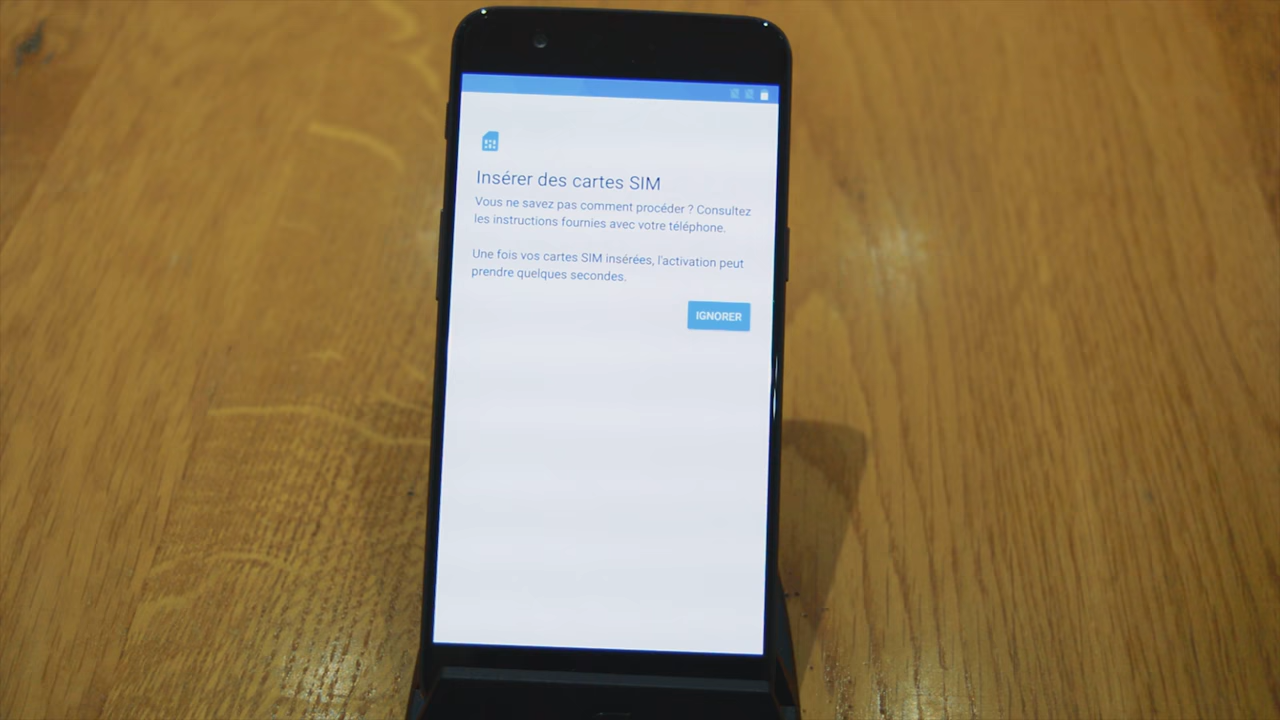 Insérer des cartes SIM
Vous ne savez pas comment procéder ? Consultez
les instructions fournies avec votre téléphone.
Une fois vos cartes SIM insérées, l'activation peut
prendre quelques secondes.
IGNORER